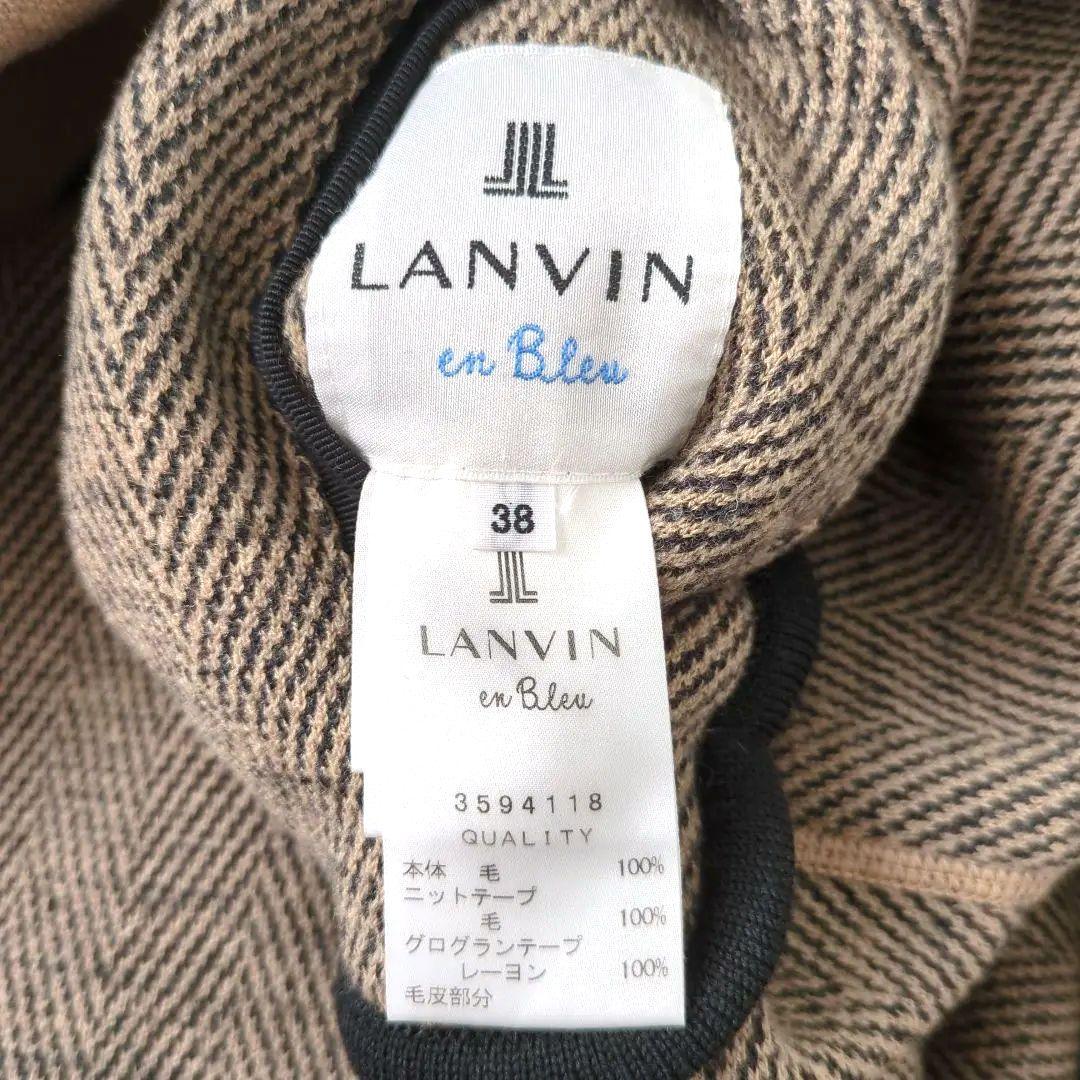 LANVIN
en Bleu
38
LANVIN
en Bleu
3594118
QUALITY
本体 毛 100%
ニットテープ
毛 100%
グログランテープ
レーヨン 100%
毛皮部分